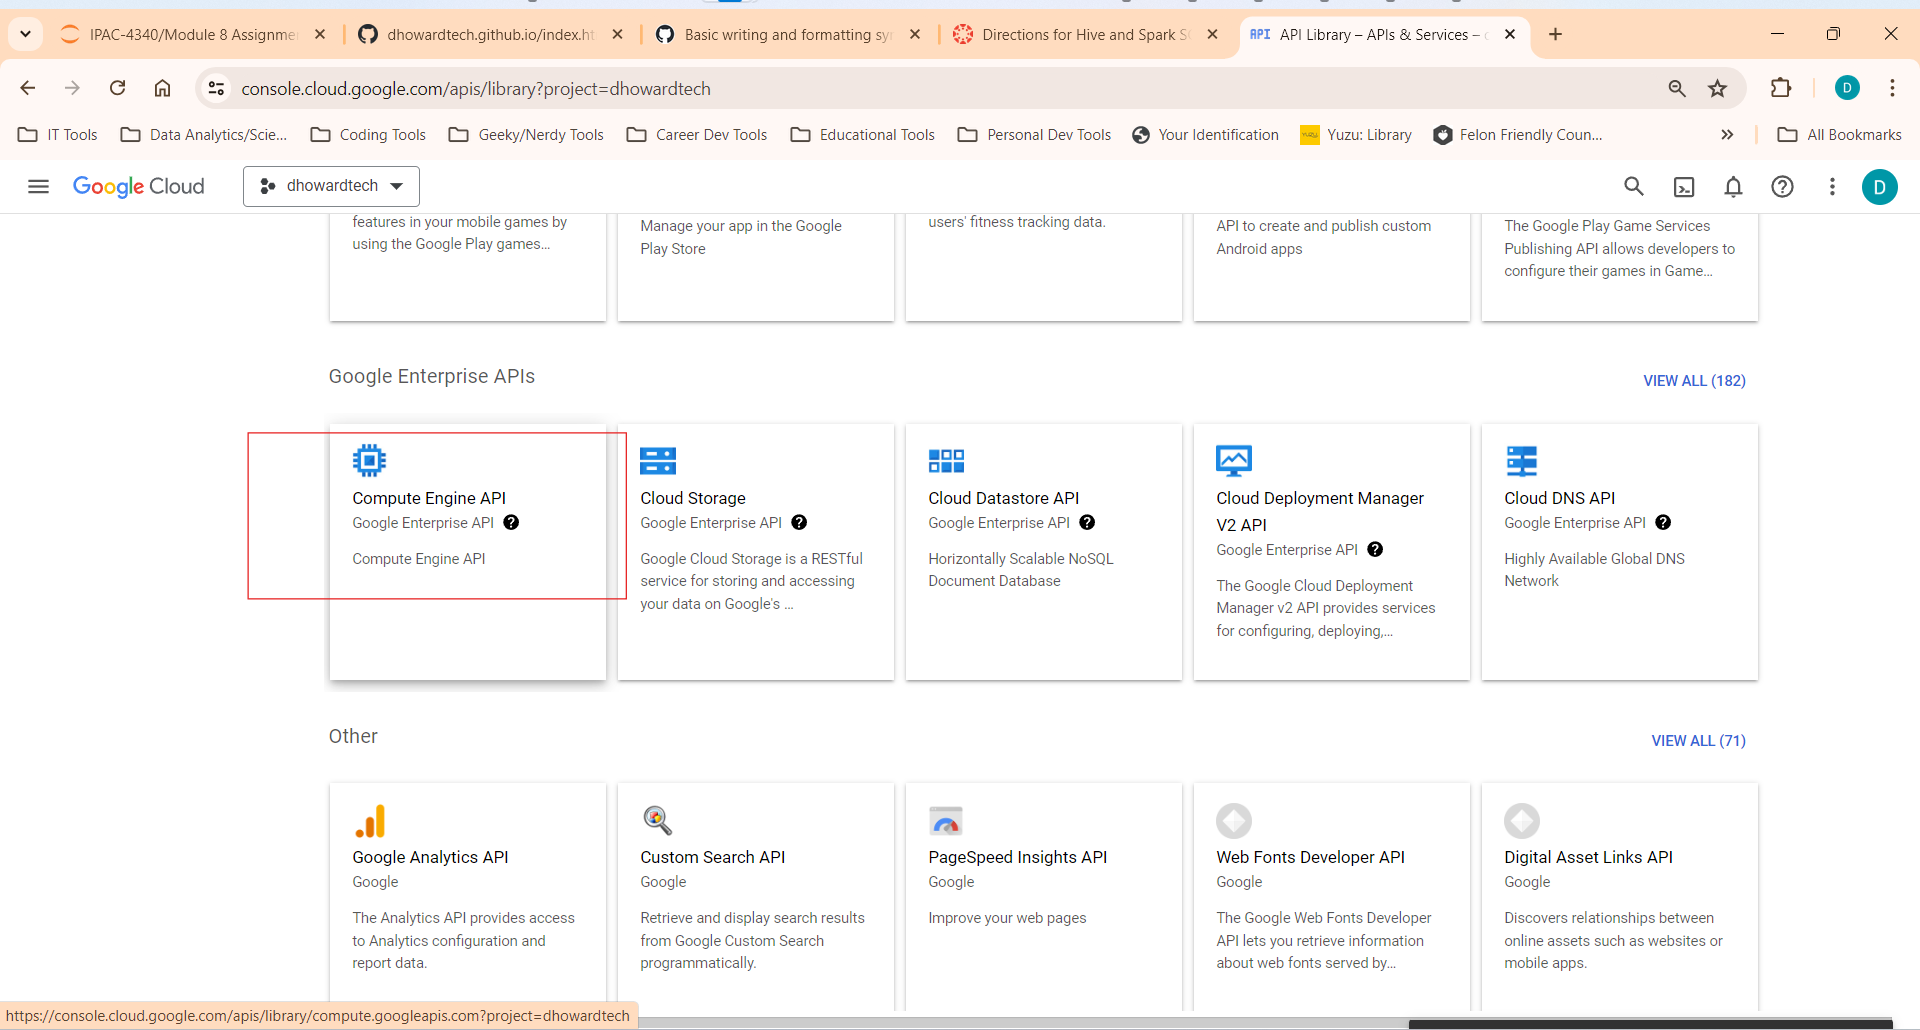 IPAC-4340/Module 8 Assignme
dhowardtech.github.io/index.ht
Basic writing and formatting sy
Directions for Hive and Spark S
API API Library – APIs & Services –
console.cloud.google.com/apis/library?project=dhowardtech
D
IT Tools
Data Analytics/Scie...
Coding Tools
Geeky/Nerdy Tools
Career Dev Tools
Educational Tools
Personal Dev Tools
Your Identification
Yuzu: Library
Felon Friendly Coun...
All Bookmarks
Google Cloud
dhowardtech
D
features in your mobile games by
using the Google Play games...
Manage your app in the Google
Play Store
users' fitness tracking data.
API to create and publish custom
Android apps
The Google Play Game Services
Publishing API allows developers to
configure their games in Game...
Google Enterprise APIs
VIEW ALL (182)
Compute Engine API
Google Enterprise API
Compute Engine API
Cloud Storage
Google Enterprise API
Google Cloud Storage is a RESTful
service for storing and accessing
your data on Google's ...
Cloud Datastore API
Google Enterprise API
Horizontally Scalable NoSQL
Document Database
Cloud Deployment Manager
V2 API
Google Enterprise API
The Google Cloud Deployment
Manager v2 API provides services
for configuring, deploying,...
Cloud DNS API
Google Enterprise API
Highly Available Global DNS
Network
Other
VIEW ALL (71)
Google Analytics API
Google
The Analytics API provides access
to Analytics configuration and
report data.
Custom Search API
Google
Retrieve and display search results
from Google Custom Search
programmatically.
PageSpeed Insights API
Google
Improve your web pages
Web Fonts Developer API
Google
The Google Web Fonts Developer
API lets you retrieve information
about web fonts served by...
Digital Asset Links API
Google
Discovers relationships between
online assets such as websites or
mobile apps.
https://console.cloud.google.com/apis/library/compute.googleapis.com?project=dhowardtech